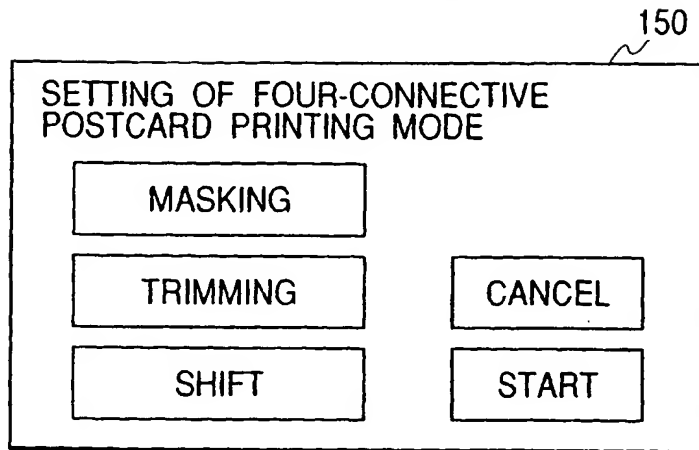 150
SETTING OF FOUR-CONNECTIVE
POSTCARD PRINTING MODE
MASKING
TRIMMING
CANCEL
SHIFT
START